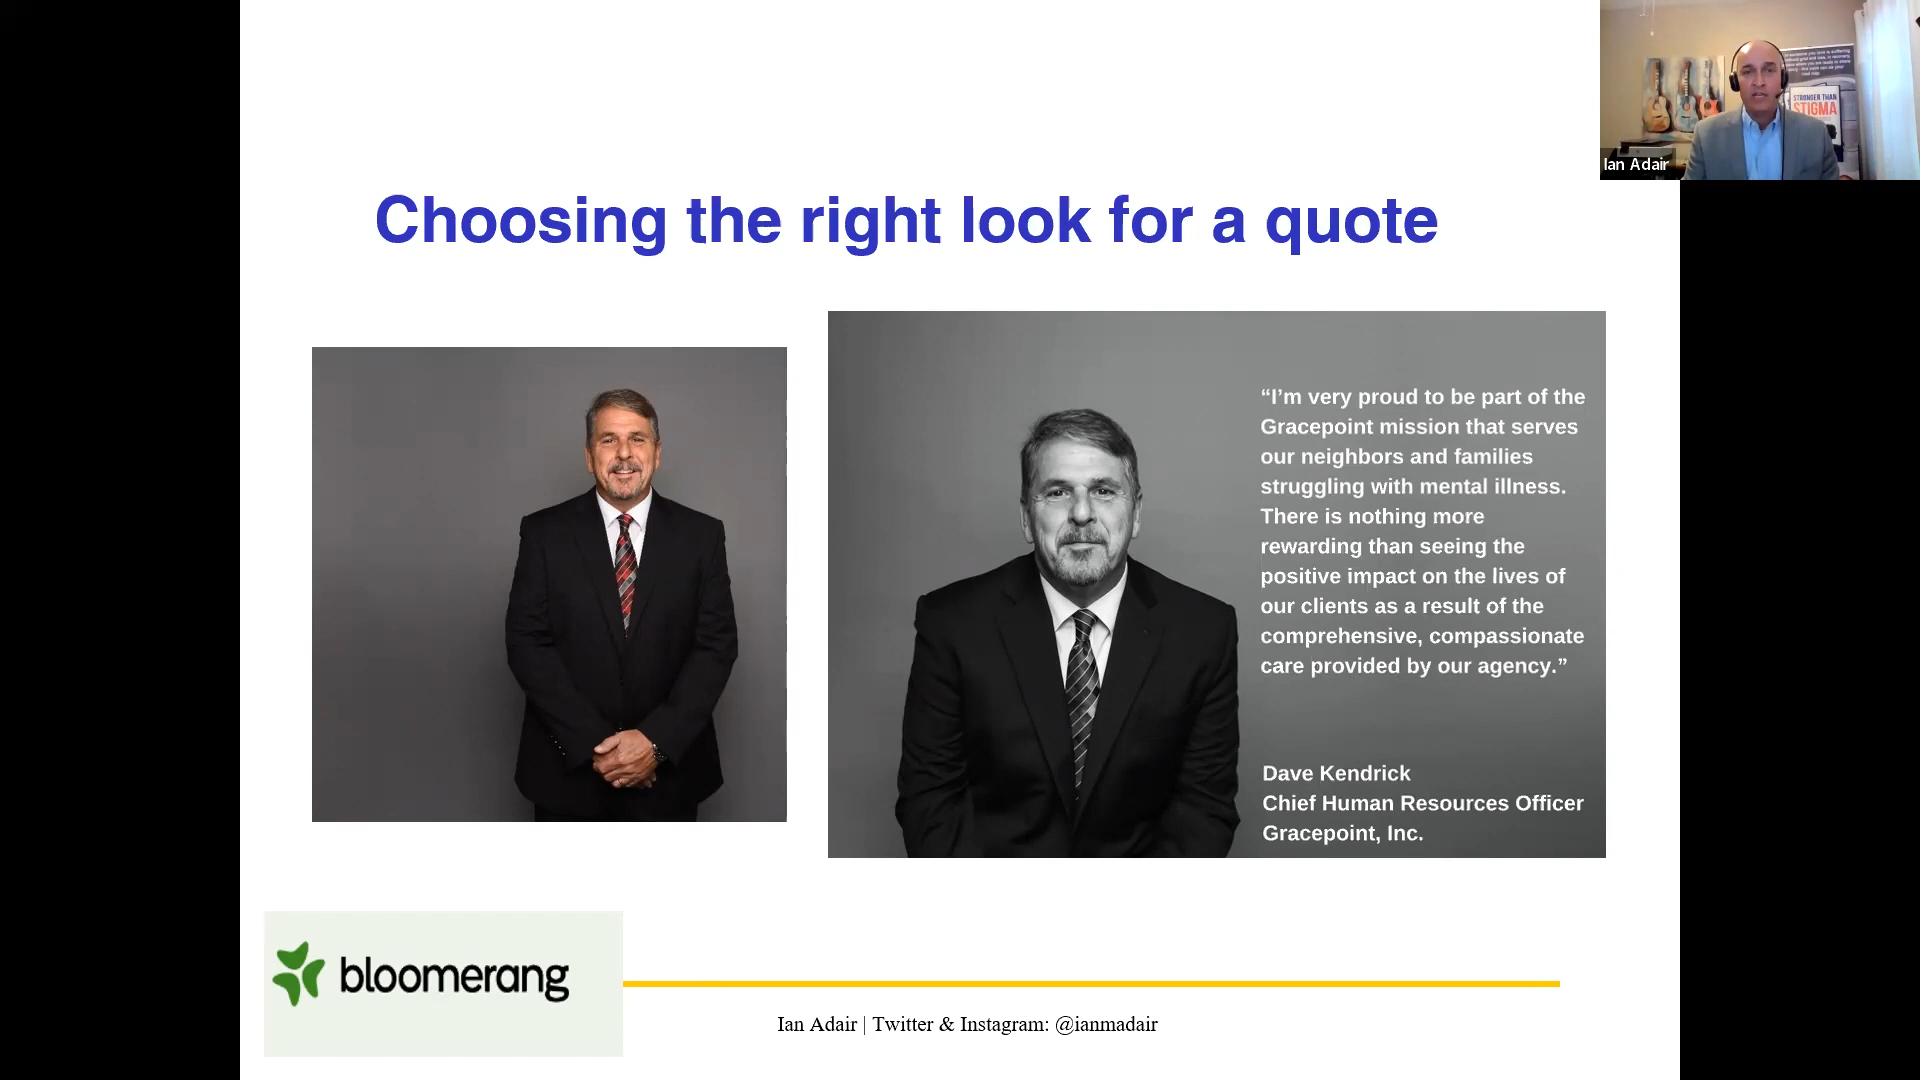 Choosing the right look for a quote
“I’m very proud to be part of the
Gracepoint mission that serves
our neighbors and families
struggling with mental illness.
There is nothing more
rewarding than seeing the
positive impact on the lives of
our clients as a result of the
comprehensive, compassionate
care provided by our agency.”
Dave Kendrick
Chief Human Resources Officer
Gracepoint, Inc.
bloomerang
Ian Adair | Twitter & Instagram: @ianmadair
STRONGER THAN
STIGMA
Ian Adair